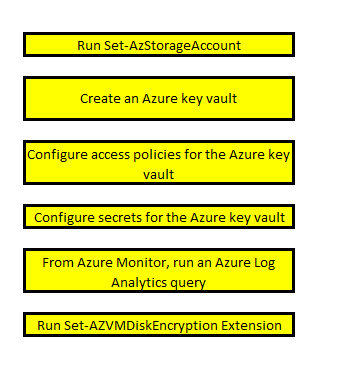 Run Set-AzStorageAccount
Create an Azure key vault
Configure access policies for the Azure key
vault
Configure secrets for the Azure key vault
From Azure Monitor, run an Azure Log
Analytics query
Run Set-AZVMDiskEncryption Extension